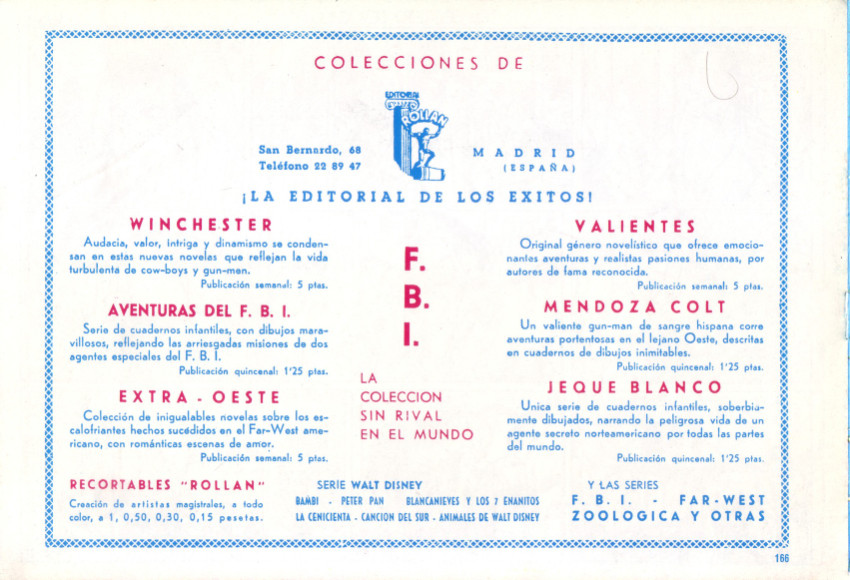 COLECCIONES DE
EDITORIAL
ROLLAN
San Bernardo, 68
Teléfono 22 89 47
MADRID
(ESPAÑA)
¡LA EDITORIAL DE LOS EXITOS!
WINCHESTER
Audacia, valor, intriga y dinamismo se conden-
san en estas nuevas novelas que reflejan la vida
turbulenta de cow-boys y gun-men.
Publicación semanal: 5 ptas.
AVENTURAS DEL F. B. I.
Serie de cuadernos infantiles, con dibujos mara-
villosos, reflejando las arriesgadas misiones de dos
agentes especiales del F. B. I.
Publicación quincenal: 1'25 ptas.
EXTRA - OESTE
Colección de inigualables novelas sobre los es-
calofriantes hechos sucedidos en el Far-West ame-
ricano, con románticas escenas de amor.
Publicación semanal: 5 ptas.
F.
B.
I.
LA
COLECCION
SIN RIVAL
EN EL MUNDO
VALIENTES
Original género novelístico que ofrece emocio-
nantes aventuras y realistas pasiones humanas, por
autores de fama reconocida.
Publicación semanal: 5 ptas.
MENDOZA COLT
Un valiente gun-man de sangre hispana corre
aventuras portentosas en el lejano Oeste, descritas
en cuadernos de dibujos inimitables.
Publicación quincenal: 1'25 ptas.
JEQUE BLANCO
Unica serie de cuadernos infantiles, soberbia-
mente dibujados, narrando la peligrosa vida de un
agente secreto norteamericano por todas las partes
del mundo.
Publicación quincenal: 1'25 ptas.
RECORTABLES "ROLLAN"
Creación de artistas magistrales, a todo
color, a 1, 0,50, 0,30, 0,15 pesetas.
SERIE WALT DISNEY
BAMBI - PETER PAN BLANCANIEVES Y LOS 7 ENANITOS
LA CENICIENTA - CANCION DEL SUR - ANIMALES DE WALT DISNEY
Y LAS SERIES
F. B. I. - FAR-WEST
ZOOLOGICA Y OTRAS
166